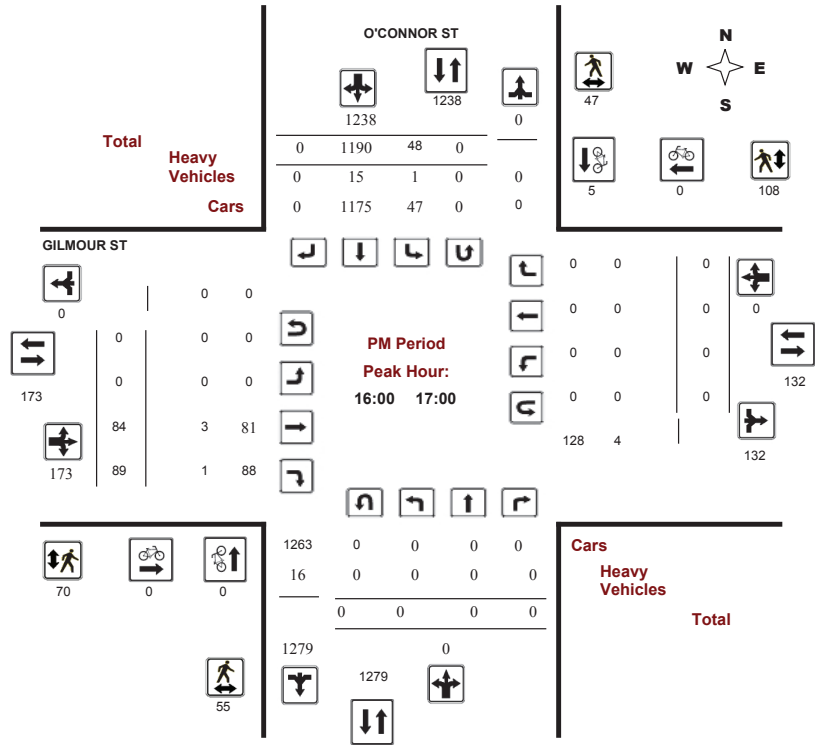 O'CONNOR ST
N
W E
S
1238
47
1238 0
Total 0 1190 48 0
Heavy
Vehicles 0 15 1 0 0
5 0 108
Cars 0 1175 47 0 0
GILMOUR ST
0 0 0 0 0
0
0 0 0 0 0 0
PM Period
Peak Hour:
16:00 17:00
0 0 0 0 0 0
173 132
0 0 0
84 3 81
128 4
173 89 1 88 132
1263 0 0 0 0 Cars
16 0 0 0 0 Heavy
Vehicles
70 0 0
0 0 0 0 Total
1279 0
1279
55